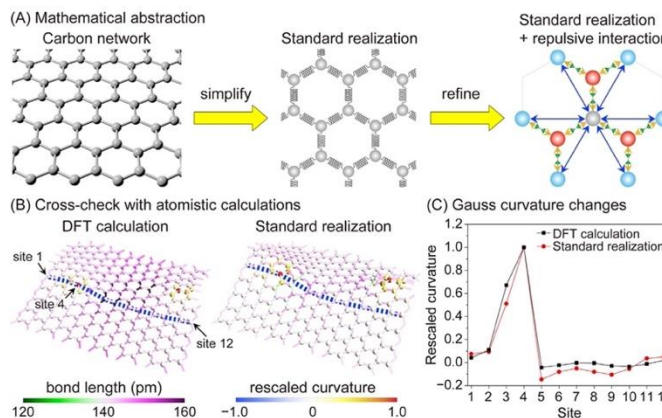 (A) Mathematical abstraction
Carbon network
simplify
Standard realization
refine
Standard realization
+ repulsive interaction
(B) Cross-check with atomistic calculations
DFT calculation
Standard realization
site 1
site 4
site 12
bond length (pm)
120 140 160
rescaled curvature
−1.0 0.0 1.0
(C) Gauss curvature changes
DFT calculation
Standard realization
Rescaled curvature
1.2
1.0
0.8
0.6
0.4
0.2
0.0
−0.2
1 2 3 4 5 6 7 8 9 10 11
Site